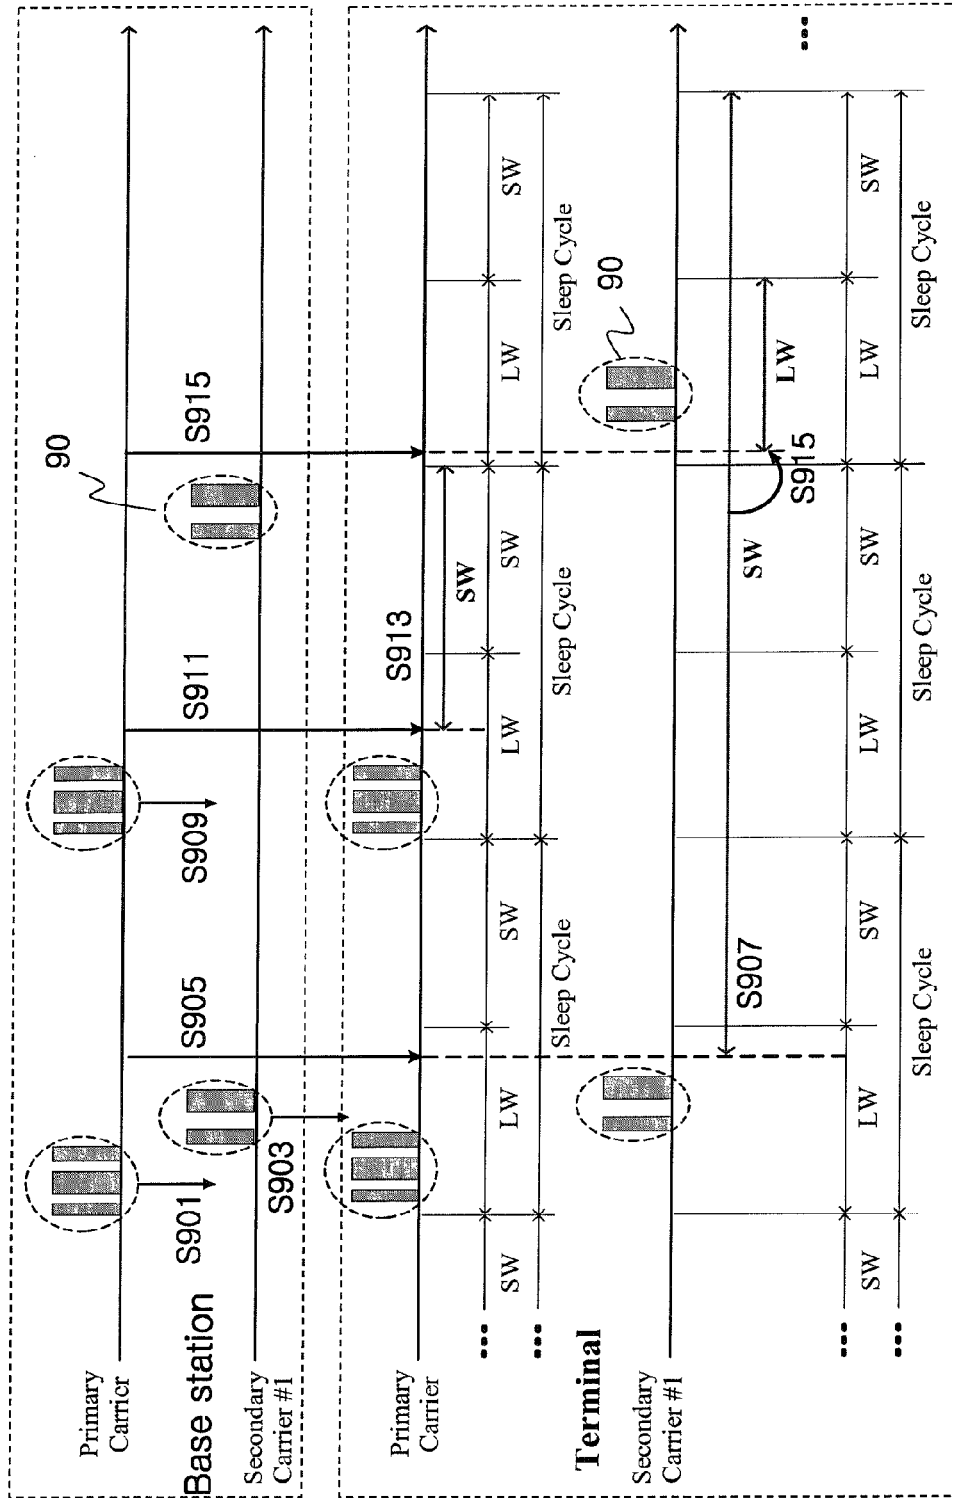 Primary
Carricr
S901
S905
S909
S911
S915
90
Base station
Secondary
Carrier #1
S903
Primary
Carrier
S913
SW
SW
LW
SW
LW
SW
LW
SW
Sleep Cycle
Sleep Cycle
Sleep Cycle
Terminal
Secondary
Carrier #1
90
S907
SW
S915
LW
SW
LW
SW
LW
SW
LW
SW
Sleep Cycle
Sleep Cycle
Sleep Cycle